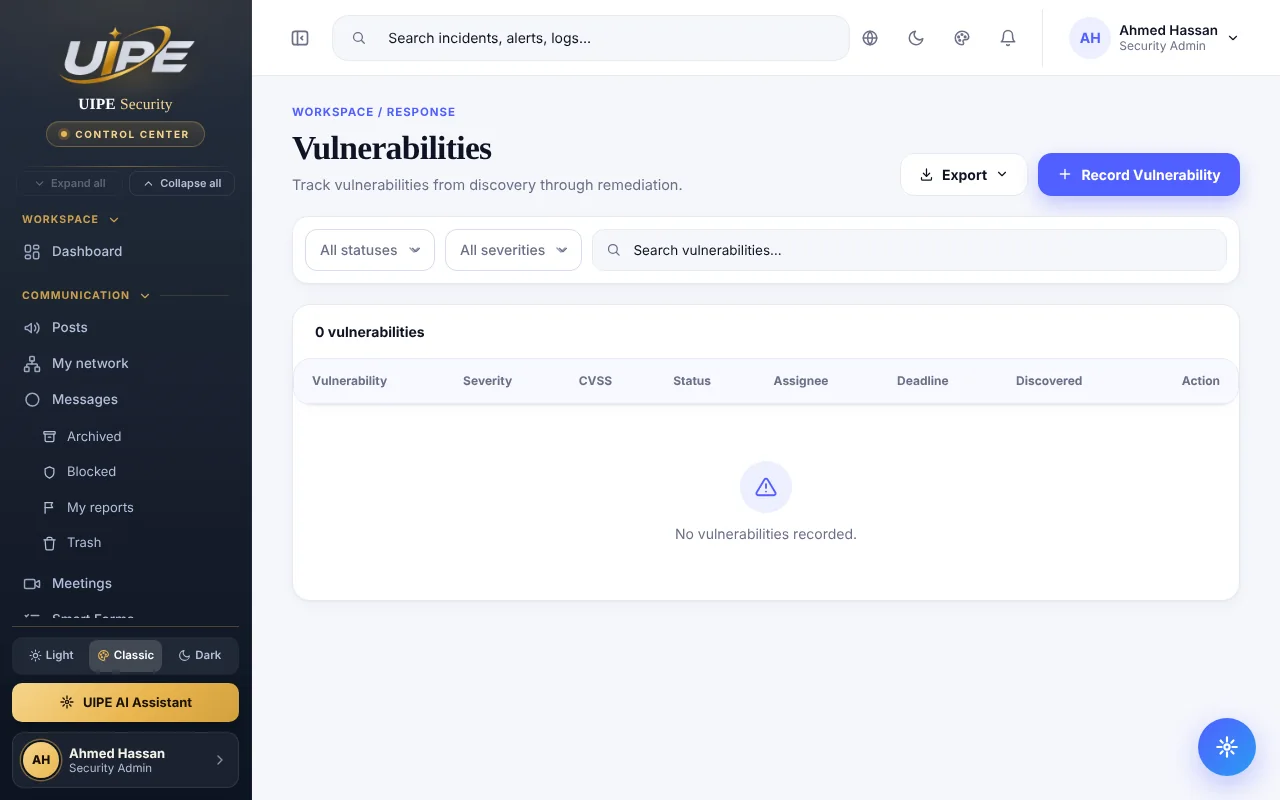 UIPE
UIPE Security
CONTROL CENTER
Expand all
Collapse all
WORKSPACE
Dashboard
COMMUNICATION
Posts
My network
Messages
Archived
Blocked
My reports
Trash
Meetings
Smart Forms
Light
Classic
Dark
UIPE AI Assistant
AH
Ahmed Hassan
Security Admin
Search incidents, alerts, logs...
AH
Ahmed Hassan
Security Admin
WORKSPACE / RESPONSE
Vulnerabilities
Track vulnerabilities from discovery through remediation.
Export
Record Vulnerability
All statuses
All severities
Search vulnerabilities...
0 vulnerabilities
Vulnerability Severity CVSS Status Assignee Deadline Discovered Action
No vulnerabilities recorded.